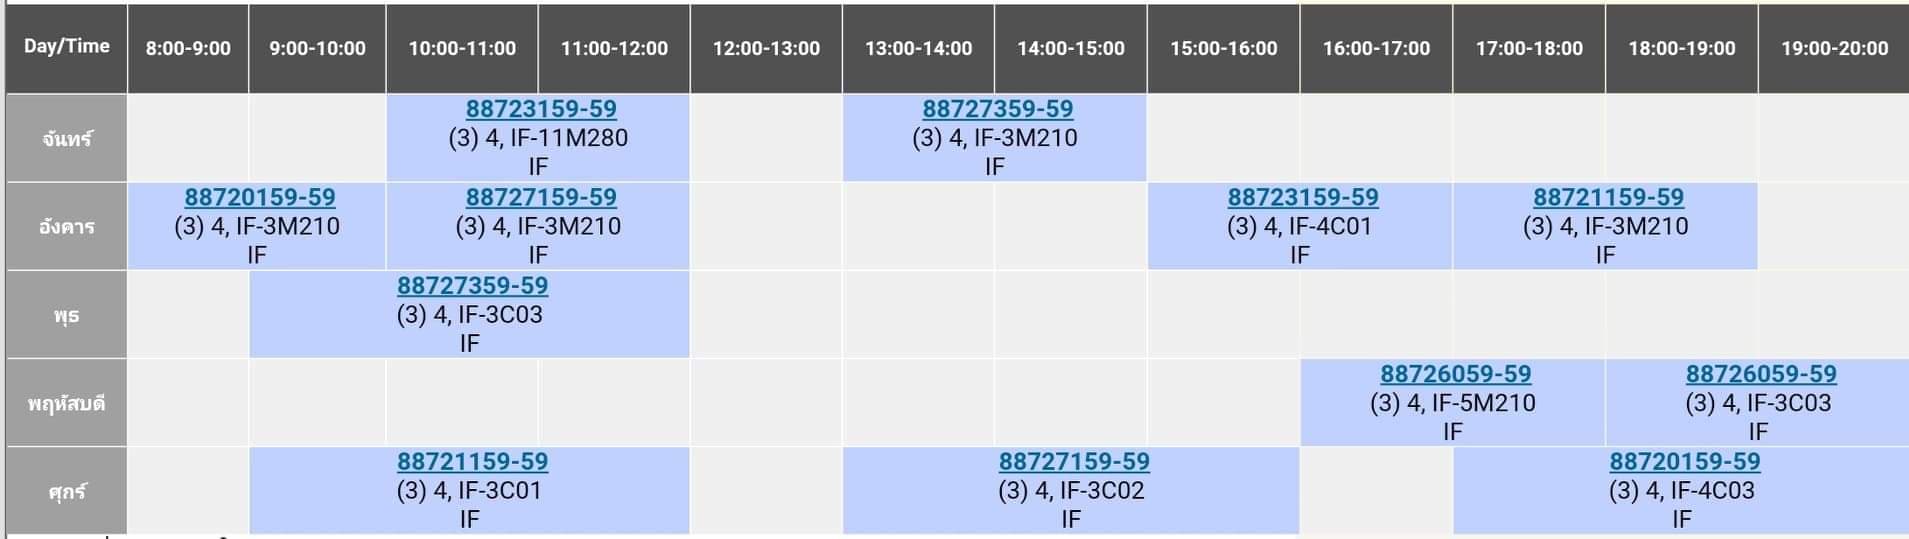 Day/Time 8:00-9:00 9:00-10:00 10:00-11:00 11:00-12:00 12:00-13:00 13:00-14:00 14:00-15:00 15:00-16:00 16:00-17:00 17:00-18:00 18:00-19:00 19:00-20:00
จันทร์
88723159-59
(3) 4, IF-11M280
IF
88727359-59
(3) 4, IF-3M210
IF
อังคาร
88720159-59
(3) 4, IF-3M210
IF
88727159-59
(3) 4, IF-3M210
IF
88723159-59
(3) 4, IF-4C01
IF
88721159-59
(3) 4, IF-3M210
IF
พุธ
88727359-59
(3) 4, IF-3C03
IF
พฤหัสบดี
88726059-59
(3) 4, IF-5M210
IF
88726059-59
(3) 4, IF-3C03
IF
ศุกร์
88721159-59
(3) 4, IF-3C01
IF
88727159-59
(3) 4, IF-3C02
IF
88720159-59
(3) 4, IF-4C03
IF